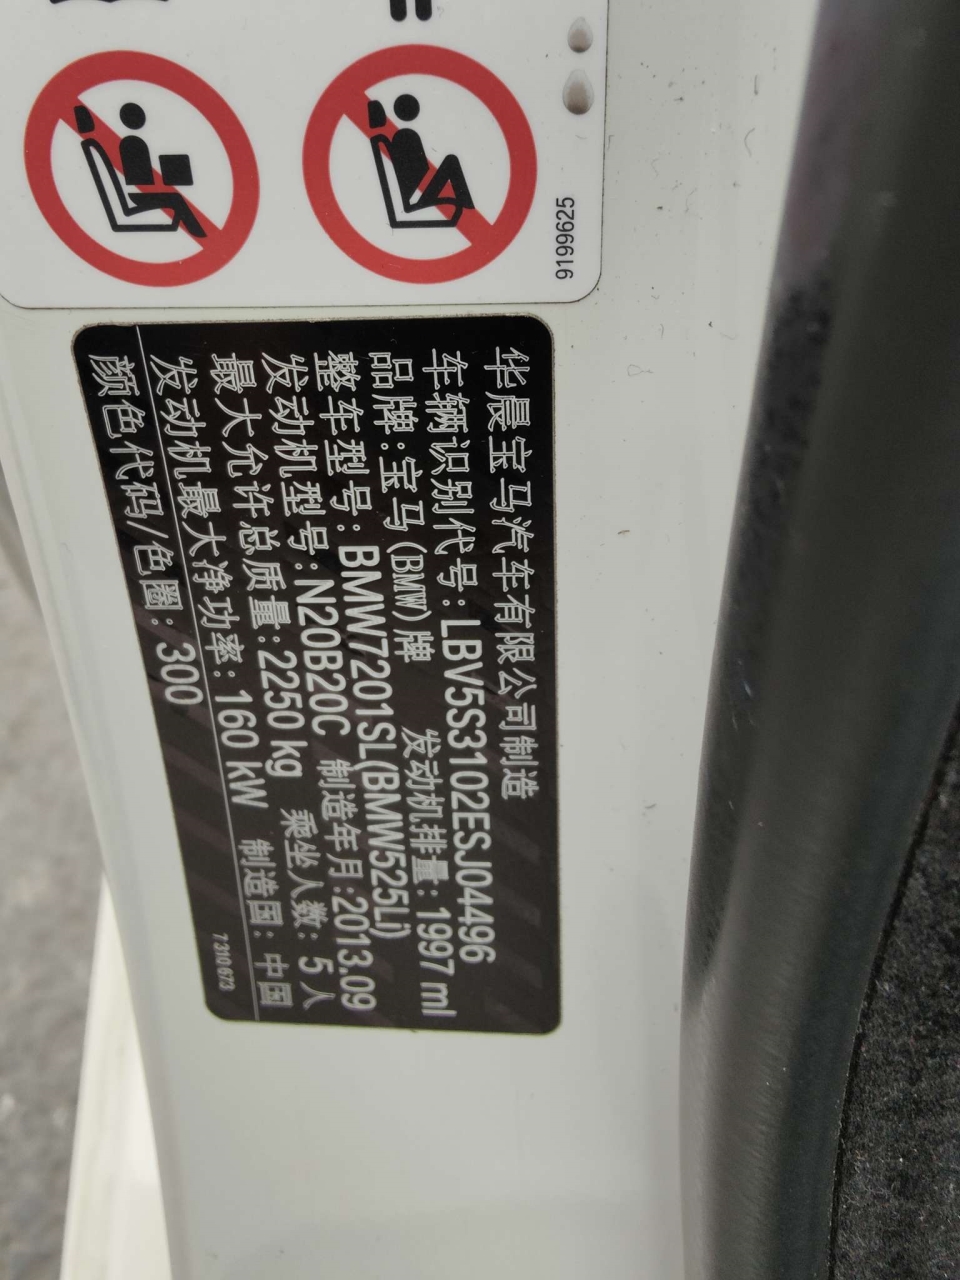 9199625
华晨宝马汽车有限公司制造
车辆识别代号: LBV5S3102ESJ04496
品牌: 宝马(BMW)牌 发动机排量: 1997 ml
整车型号: BMW7201SL(BMW525Li)
发动机型号: N20B20C 制造年月: 2013.09
最大允许总质量: 2250 kg 乘坐人数: 5 人
发动机最大净功率: 160 kW 制造国: 中国
颜色代码/色圈: 300 7 310 673